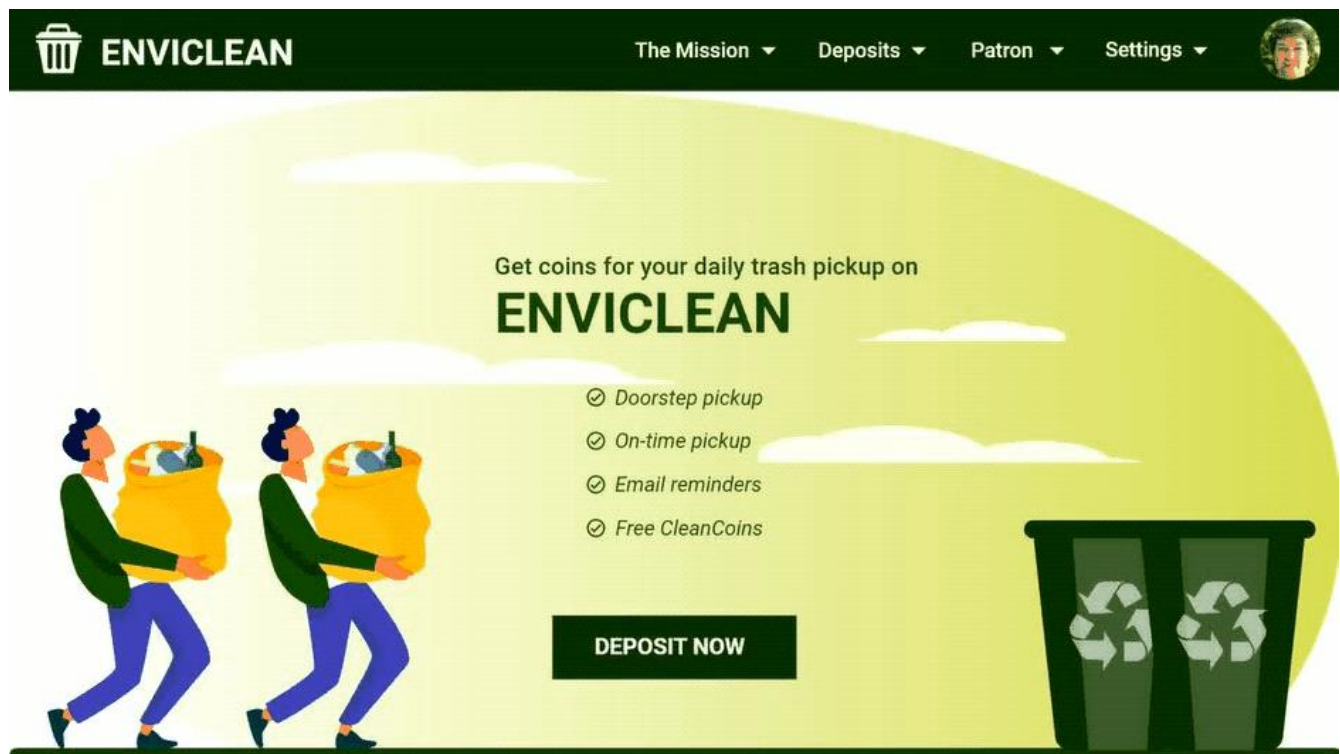 ENVICLEAN
The Mission
Deposits
Patron
Settings
Get coins for your daily trash pickup on
ENVICLEAN
Doorstep pickup
On-time pickup
Email reminders
Free CleanCoins
DEPOSIT NOW